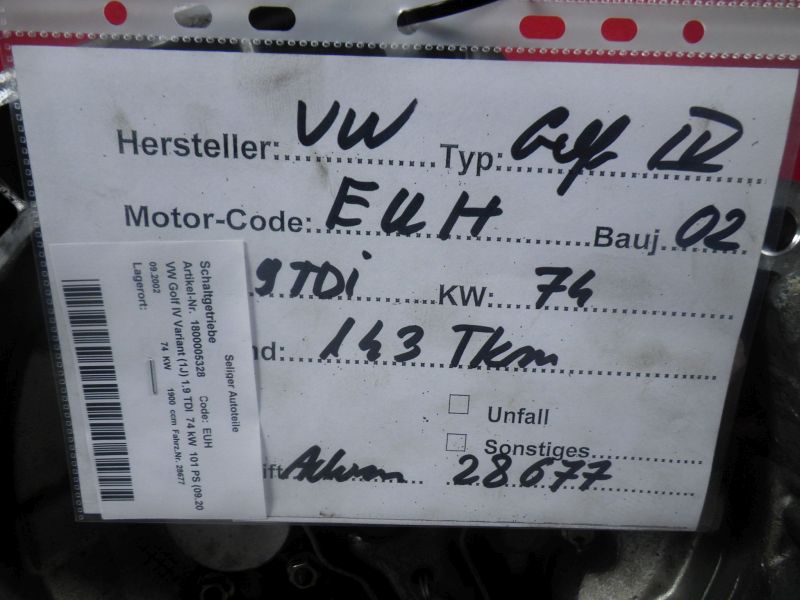 Hersteller: VW Typ: Golf IV
Motor-Code: EUH Bauj 02
9 TDi KW: 74
nd: 143 Tkm
Unfall
Sonstiges
ift 28677
Seliger Autoteile
Schaltgetriebe
Artikel-Nr. 1800005328 Code: EUH
VW Golf IV Variant (1J) 1.9 TDI 74 kW 101 PS (09.20
09.2002 74 KW 1900 ccm Fahrz.Nr. 28677
Lagerort: